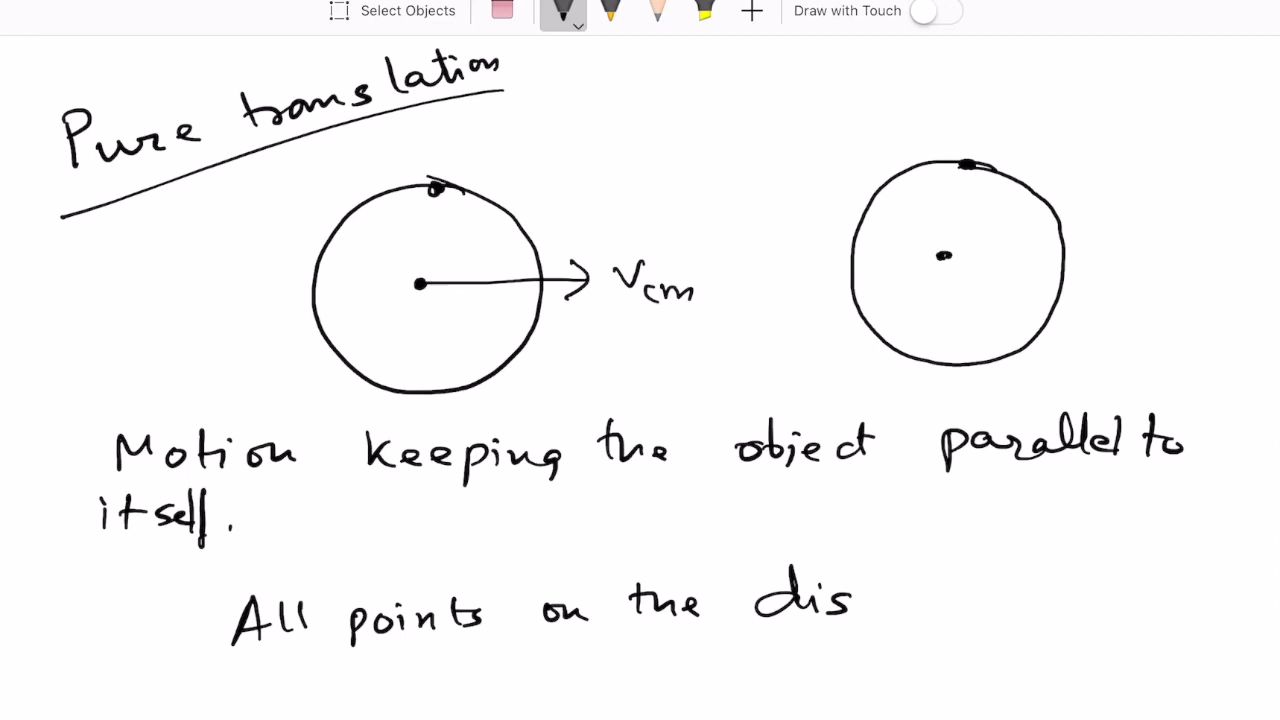 Select Objects
Draw with Touch
Pure translation
Vcm
Motion keeping the object parallel to
itself.
All points on the dis